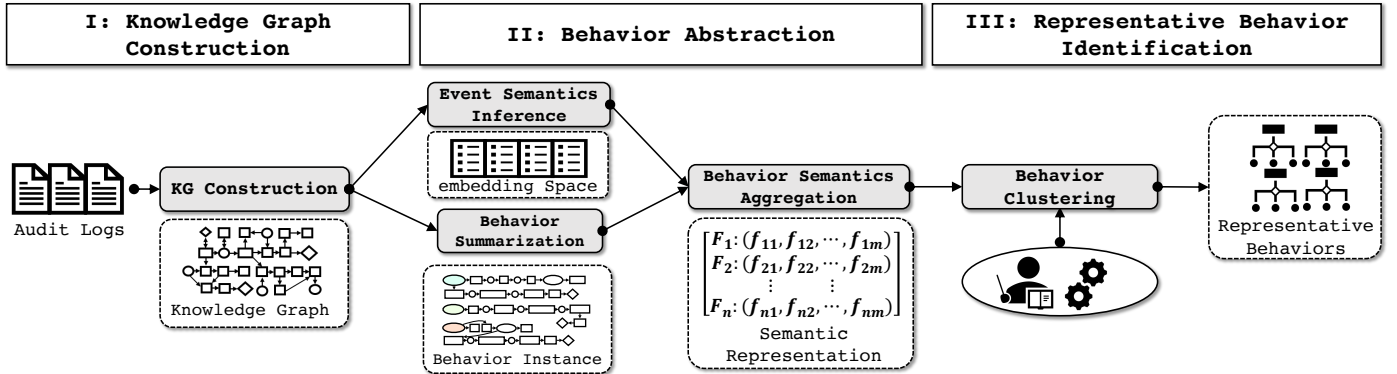 I: Knowledge Graph
Construction
II: Behavior Abstraction
III: Representative Behavior
Identification
Audit Logs
KG Construction
Knowledge Graph
Event Semantics
Inference
embedding Space
Behavior
Summarization
Behavior Instance
Behavior Semantics
Aggregation
F₁: (f₁₁, f₁₂, ⋯, f₁ₘ)
F₂: (f₂₁, f₂₂, ⋯, f₂ₘ)
⋮ ⋮
Fₙ: (fₙ₁, fₙ₂, ⋯, fₙₘ)
Semantic
Representation
Behavior
Clustering
Representative
Behaviors